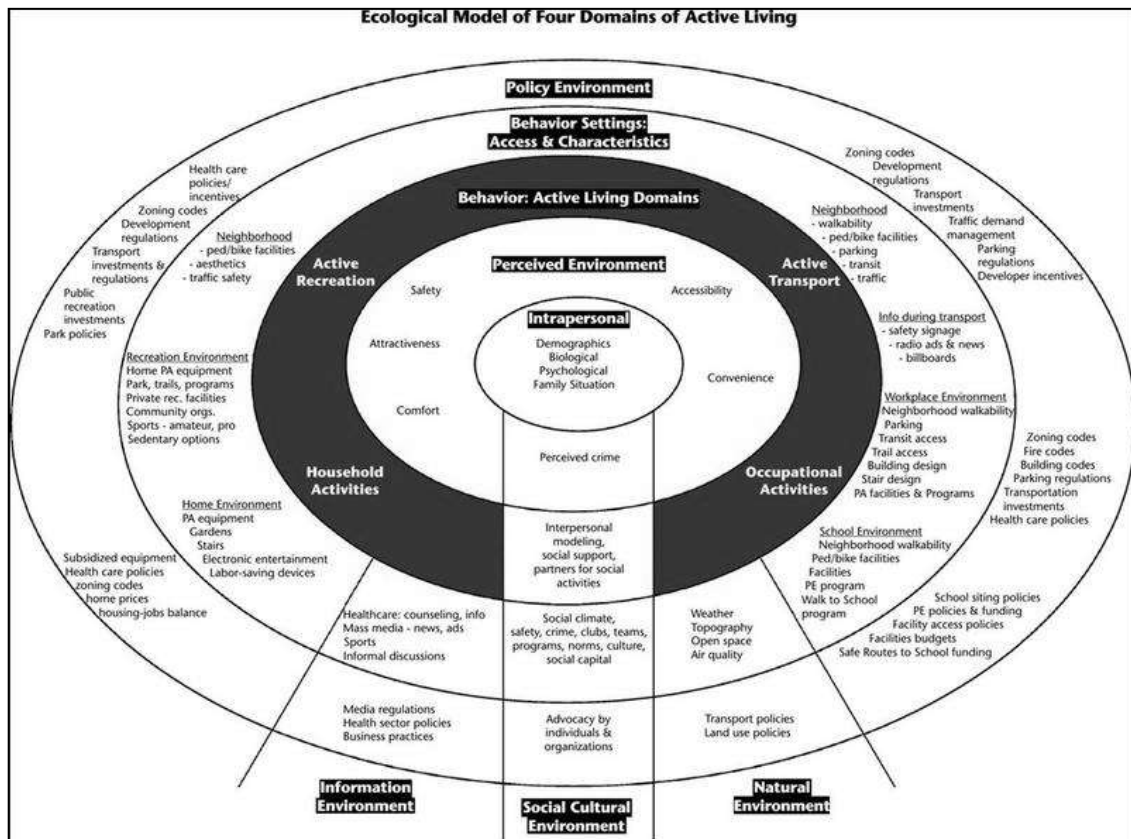 Ecological Model of Four Domains of Active Living
Policy Environment
Behavior Settings:
Access & Characteristics
Behavior: Active Living Domains
Perceived Environment
Intrapersonal
Demographics
Biological
Psychological
Family Situation
Safety
Attractiveness
Comfort
Accessibility
Convenience
Perceived crime
Active
Recreation
Active
Transport
Household
Activities
Occupational
Activities
Health care
policies/
incentives
Zoning codes
Development
regulations
Transport
investments &
regulations
Public
recreation
investments
Park policies
Neighborhood
- ped/bike facilities
- aesthetics
- traffic safety
Recreation Environment
Home PA equipment
Park, trails, programs
Private rec. facilities
Community orgs.
Sports - amateur, pro
Sedentary options
Home Environment
PA equipment
Gardens
Stairs
Electronic entertainment
Labor-saving devices
Subsidized equipment
Health care policies
zoning codes
home prices
housing-jobs balance
Zoning codes
Development
regulations
Transport
investments
Traffic demand
management
Parking
regulations
Developer incentives
Neighborhood
- walkability
- ped/bike facilities
- parking
- transit
- traffic
Info during transport
- safety signage
- radio ads & news
- billboards
Workplace Environment
Neighborhood walkability
Parking
Transit access
Trail access
Building design
Stair design
PA facilities & Programs
Zoning codes
Fire codes
Building codes
Parking regulations
Transportation
investments
Health care policies
School Environment
Neighborhood walkability
Ped/bike facilities
Facilities
PE program
Walk to School
program
School siting policies
PE policies & funding
Facility access policies
Facilities budgets
Safe Routes to School funding
Interpersonal
modeling,
social support,
partners for social
activities
Healthcare: counseling, info
Mass media - news, ads
Sports
Informal discussions
Social climate,
safety, crime, clubs, teams,
programs, norms, culture,
social capital
Weather
Topography
Open space
Air quality
Media regulations
Health sector policies
Business practices
Advocacy by
individuals &
organizations
Transport policies
Land use policies
Information
Environment
Social Cultural
Environment
Natural
Environment